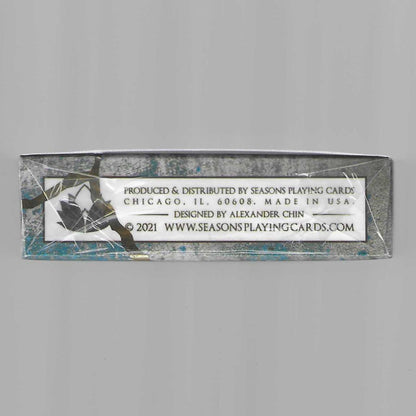 PRODUCED & DISTRIBUTED BY SEASONS PLAYING CARDS
CHICAGO, IL, 60608. MADE IN USA.
DESIGNED BY ALEXANDER CHIN
© 2021 WWW.SEASONSPLAYINGCARDS.COM